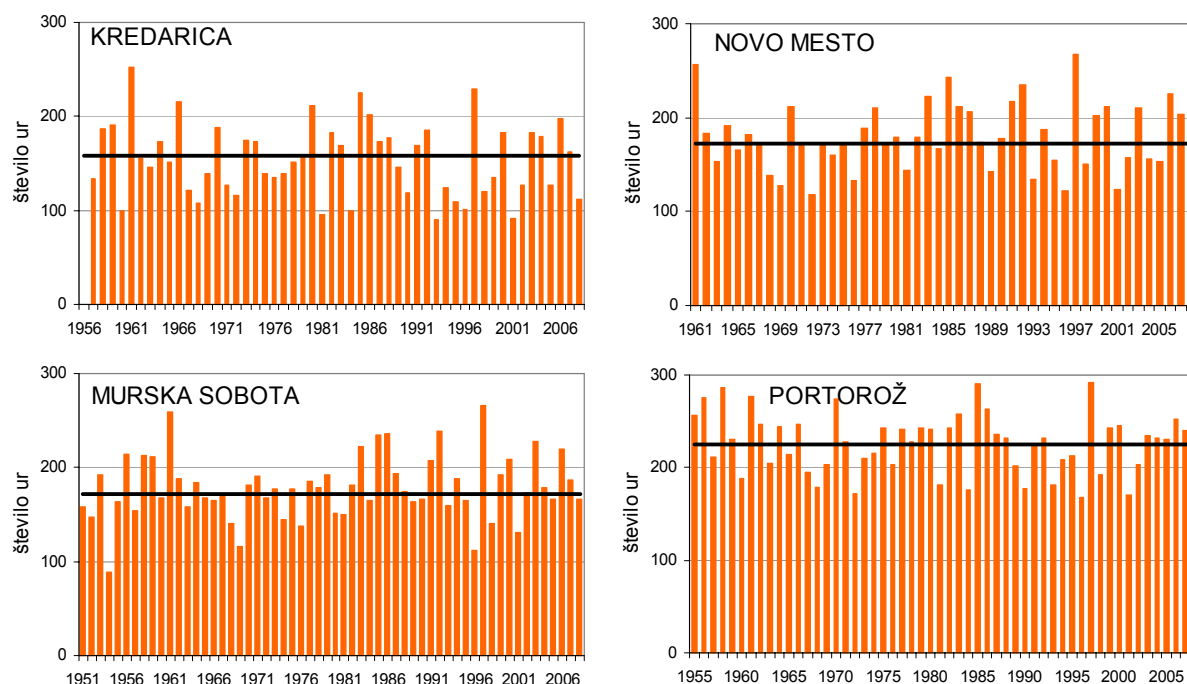 KREDARICA
300
200
100
0
število ur
1956 1961 1966 1971 1976 1981 1986 1991 1996 2001 2006
NOVO MESTO
300
200
100
0
število ur
1961 1965 1969 1973 1977 1981 1985 1989 1993 1997 2001 2005
MURSKA SOBOTA
300
200
100
0
število ur
1951 1956 1961 1966 1971 1976 1981 1986 1991 1996 2001 2006
PORTOROŽ
300
200
100
0
število ur
1955 1960 1965 1970 1975 1980 1985 1990 1995 2000 2005